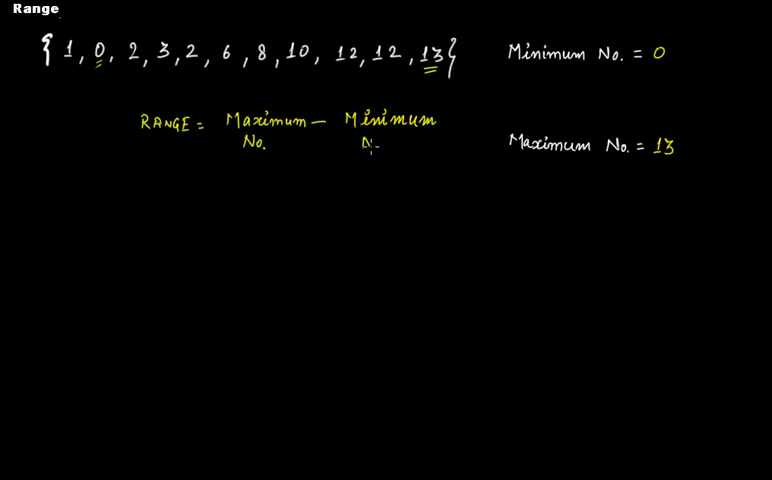 Range
{ 1, 0, 2, 3, 2, 6, 8, 10, 12, 12, 13 }
Minimum No. = 0
RANGE = Maximum - Minimum
No.
Maximum No. = 13